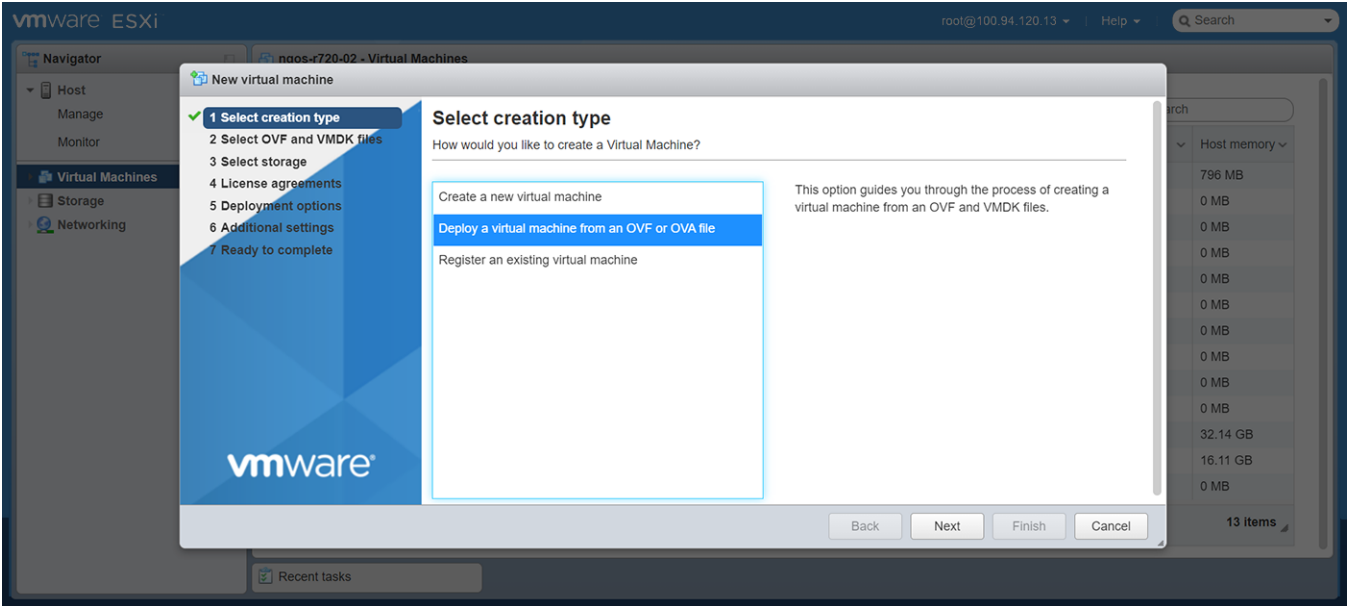 vmware ESXi
root@100.94.120.13
Help
Search
Navigator
ngos-r720-02 - Virtual Machines
Host
Manage
Monitor
Virtual Machines
Storage
Networking
New virtual machine
1 Select creation type
2 Select OVF and VMDK files
3 Select storage
4 License agreements
5 Deployment options
6 Additional settings
7 Ready to complete
vmware®
Select creation type
How would you like to create a Virtual Machine?
Create a new virtual machine
Deploy a virtual machine from an OVF or OVA file
Register an existing virtual machine
This option guides you through the process of creating a
virtual machine from an OVF and VMDK files.
Back
Next
Finish
Cancel
arch
Host memory
796 MB
0 MB
0 MB
0 MB
0 MB
0 MB
0 MB
0 MB
0 MB
0 MB
32.14 GB
16.11 GB
0 MB
13 items
Recent tasks